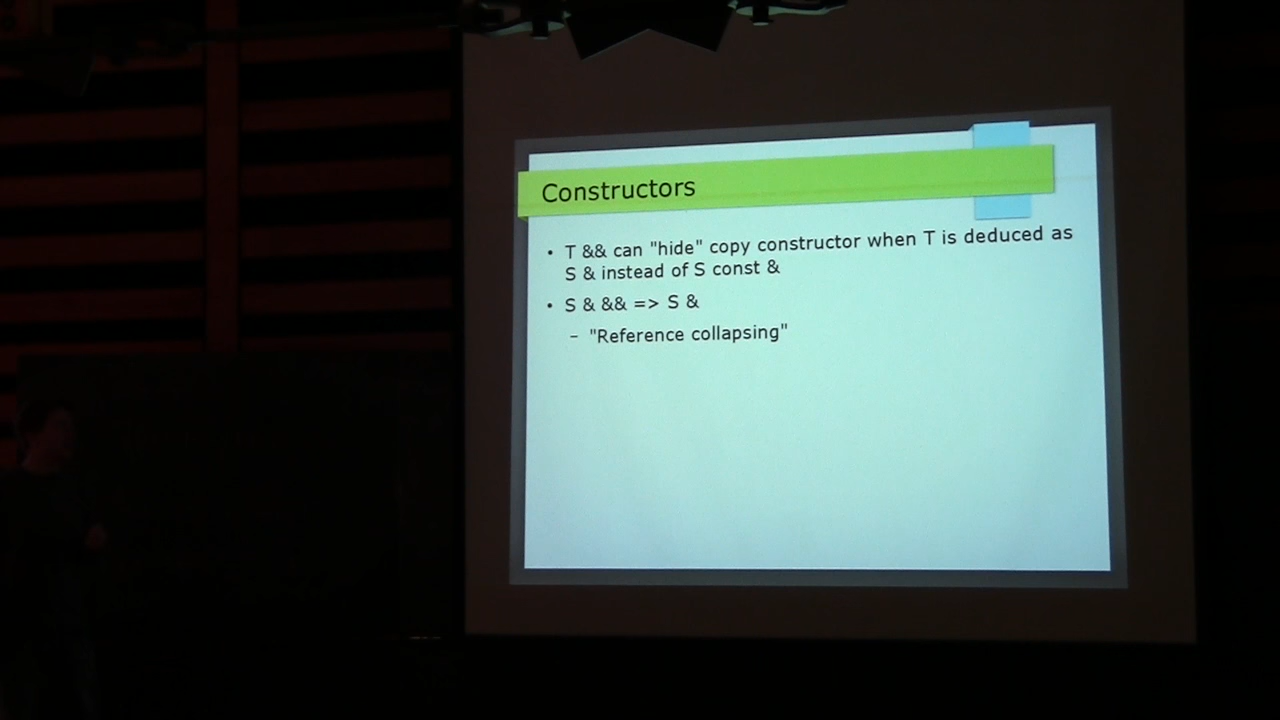 Constructors
• T && can "hide" copy constructor when T is deduced as
S & instead of S const &
• S & && => S &
– "Reference collapsing"